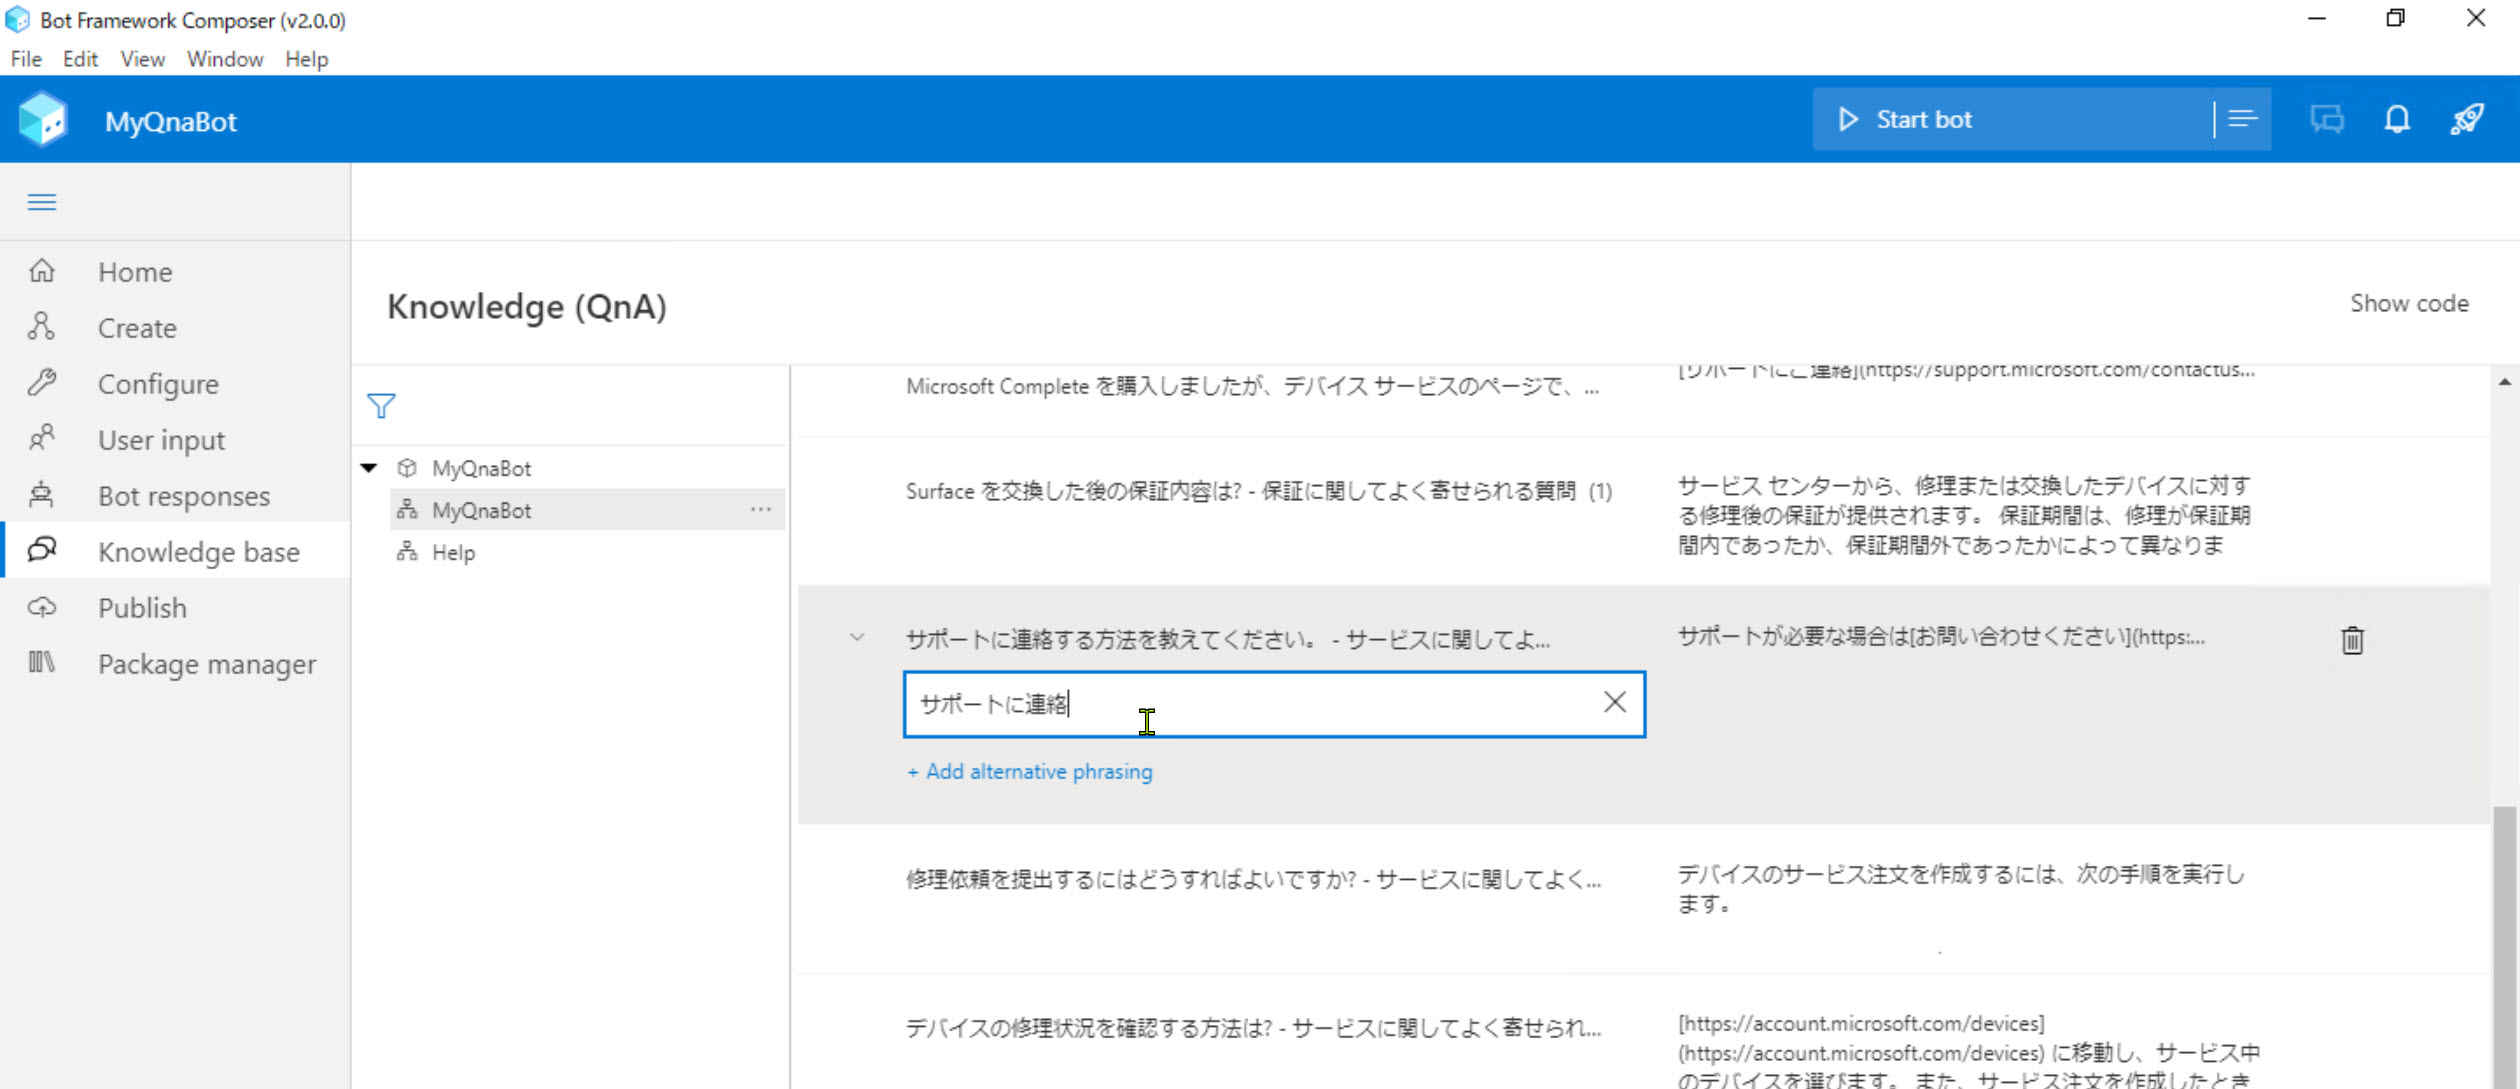 Bot Framework Composer (v2.0.0)
File Edit View Window Help
MyQnaBot
Start bot
Home
Create
Configure
User input
Bot responses
Knowledge base
Publish
Package manager
Knowledge (QnA)
Show code
MyQnaBot
MyQnaBot
...
Help
Microsoft Complete を購入しましたが、デバイス サービスのページで、...
[サポートにご連絡](https://support.microsoft.com/contactus...
Surface を交換した後の保証内容は? - 保証に関してよく寄せられる質問 (1)
サービス センターから、修理または交換したデバイスに対す
る修理後の保証が提供されます。 保証期間は、修理が保証期
間内であったか、保証期間外であったかによって異なりま
サポートに連絡する方法を教えてください。 - サービスに関してよ...
サポートが必要な場合は[お問い合わせください](https:...
サポートに連絡
+ Add alternative phrasing
修理依頼を提出するにはどうすればよいですか? - サービスに関してよく...
デバイスのサービス注文を作成するには、次の手順を実行し
ます。
デバイスの修理状況を確認する方法は? - サービスに関してよく寄せられ...
[https://account.microsoft.com/devices]
(https://account.microsoft.com/devices) に移動し、サービス中
のデバイスを選びます。 また、サービス注文を作成したとき